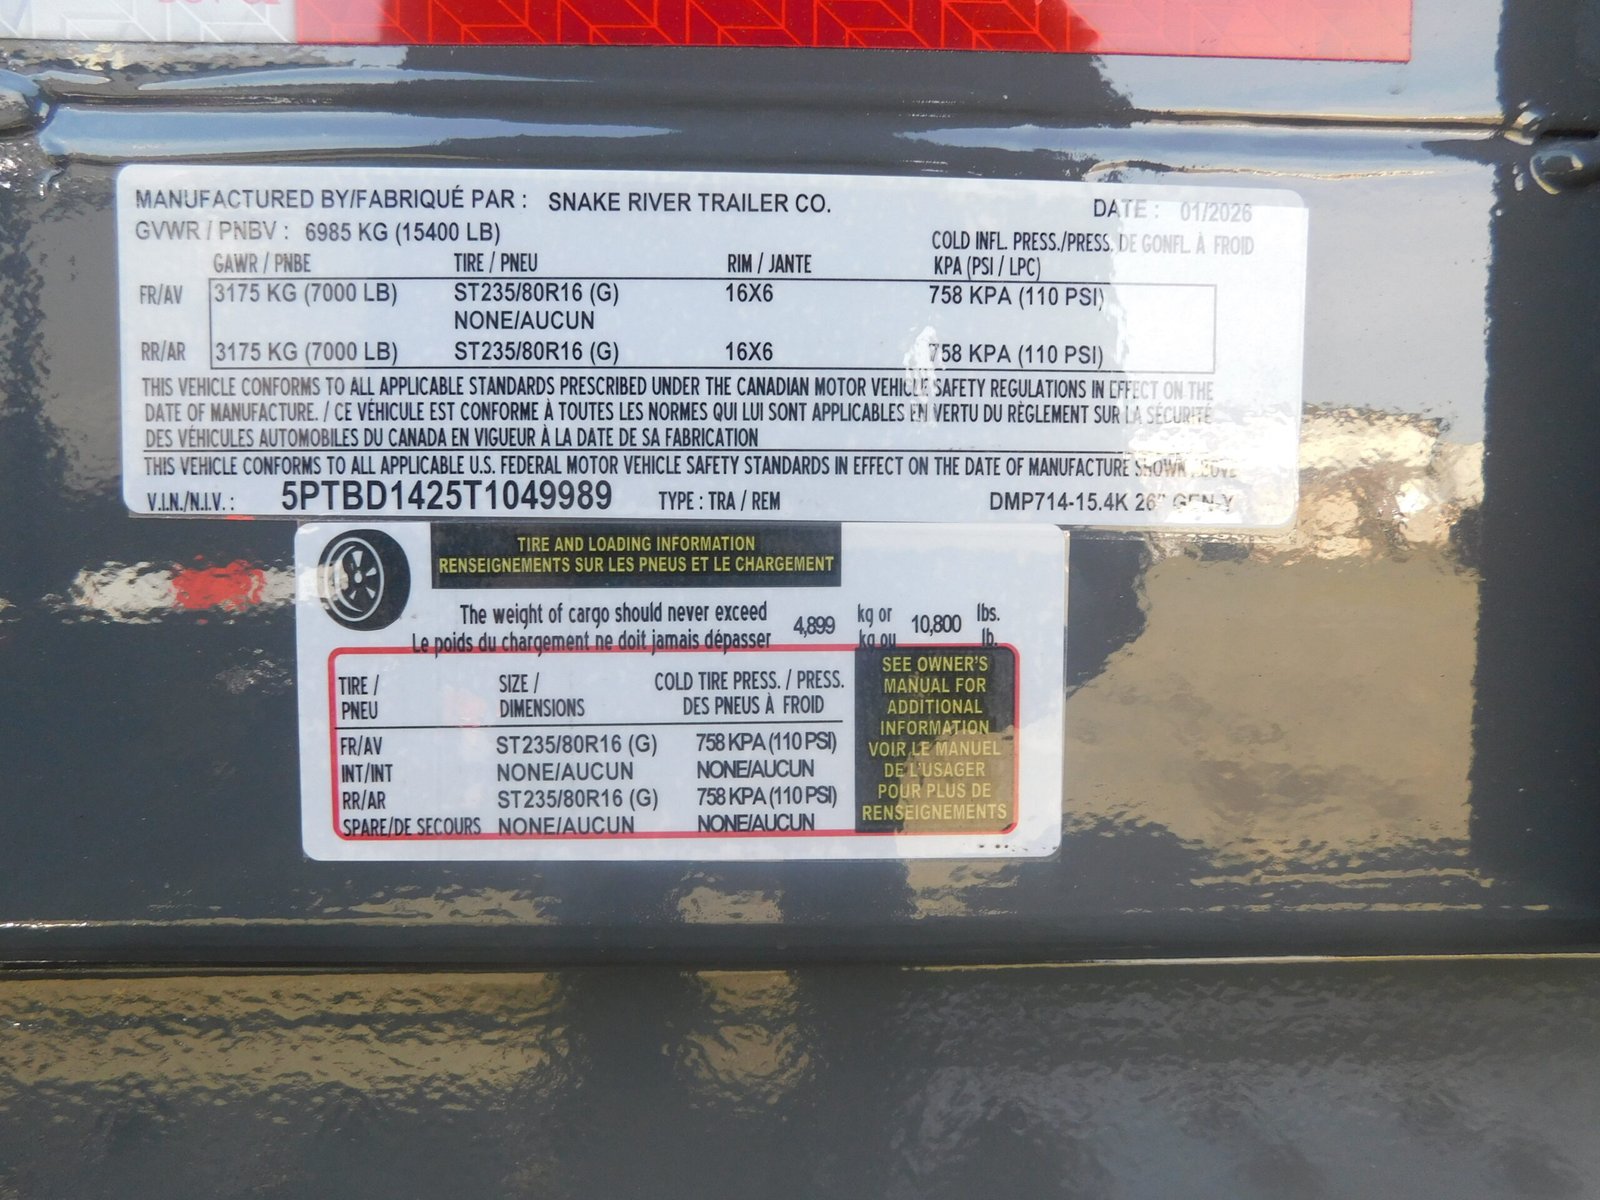 MANUFACTURED BY/FABRIQUÉ PAR : SNAKE RIVER TRAILER CO. DATE : 01/2026
GVWR / PNBV : 6985 KG (15400 LB)
COLD INFL. PRESS./PRESS. DE GONFL. À FROID
GAWR / PNBE TIRE / PNEU RIM / JANTE KPA (PSI / LPC)
FR/AV 3175 KG (7000 LB) ST235/80R16 (G) 16X6 758 KPA (110 PSI)
NONE/AUCUN
RR/AR 3175 KG (7000 LB) ST235/80R16 (G) 16X6 758 KPA (110 PSI)
THIS VEHICLE CONFORMS TO ALL APPLICABLE STANDARDS PRESCRIBED UNDER THE CANADIAN MOTOR VEHICLE SAFETY REGULATIONS IN EFFECT ON THE
DATE OF MANUFACTURE. / CE VÉHICULE EST CONFORME À TOUTES LES NORMES QUI LUI SONT APPLICABLES EN VERTU DU RÈGLEMENT SUR LA SÉCURITÉ
DES VÉHICULES AUTOMOBILES DU CANADA EN VIGUEUR À LA DATE DE SA FABRICATION
THIS VEHICLE CONFORMS TO ALL APPLICABLE U.S. FEDERAL MOTOR VEHICLE SAFETY STANDARDS IN EFFECT ON THE DATE OF MANUFACTURE SHOWN ABOVE
V.I.N./N.I.V. : 5PTBD1425T1049989 TYPE : TRA / REM DMP714-15.4K 26" GEN-Y
TIRE AND LOADING INFORMATION
RENSEIGNEMENTS SUR LES PNEUS ET LE CHARGEMENT
The weight of cargo should never exceed 4,899 kg or 10,800 lbs.
Le poids du chargement ne doit jamais dépasser kg ou lb.
TIRE / SIZE / COLD TIRE PRESS. / PRESS.
PNEU DIMENSIONS DES PNEUS À FROID
FR/AV ST235/80R16 (G) 758 KPA (110 PSI)
INT/INT NONE/AUCUN NONE/AUCUN
RR/AR ST235/80R16 (G) 758 KPA (110 PSI)
SPARE/DE SECOURS NONE/AUCUN NONE/AUCUN
SEE OWNER'S
MANUAL FOR
ADDITIONAL
INFORMATION
VOIR LE MANUEL
DE L'USAGER
POUR PLUS DE
RENSEIGNEMENTS